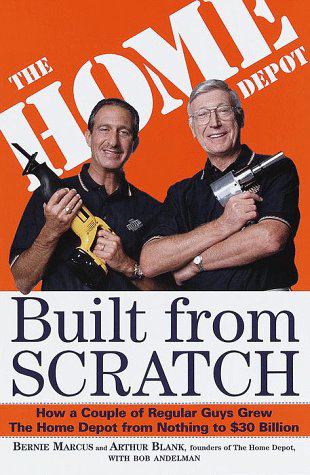 THE
HOME
DEPOT
Built from
SCRATCH
How a Couple of Regular Guys Grew
The Home Depot from Nothing to $30 Billion
BERNIE MARCUS and ARTHUR BLANK, founders of The Home Depot,
WITH BOB ANDELMAN